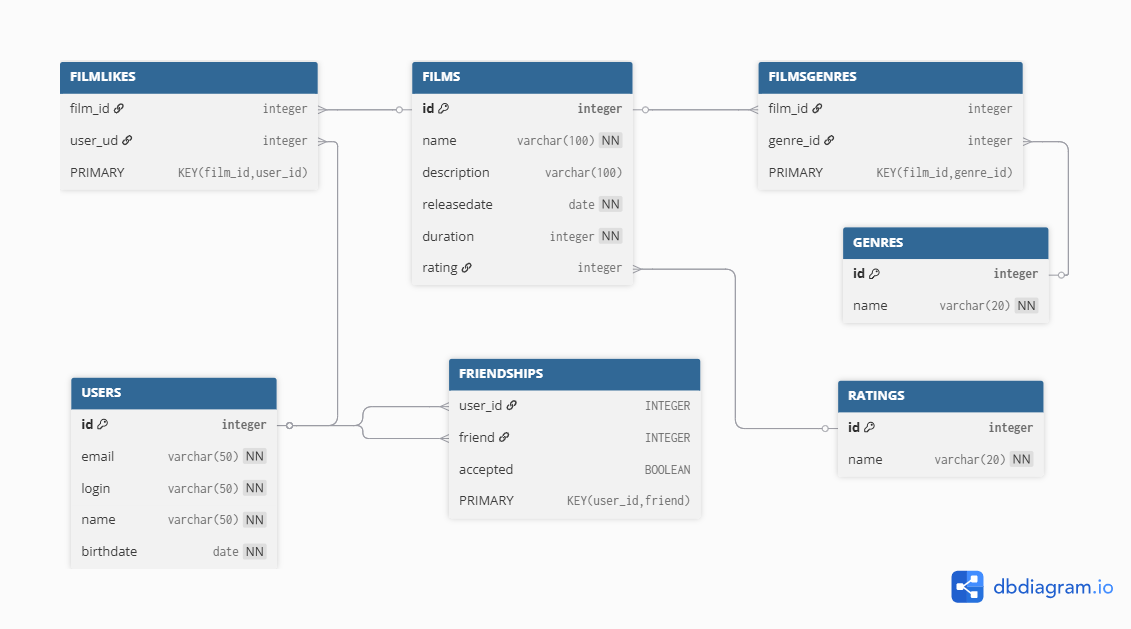 FILMLIKES
film_id integer
user_ud integer
PRIMARY KEY(film_id,user_id)
FILMS
id integer
name varchar(100) NN
description varchar(100)
releasedate date NN
duration integer NN
rating integer
FILMSGENRES
film_id integer
genre_id integer
PRIMARY KEY(film_id,genre_id)
GENRES
id integer
name varchar(20) NN
USERS
id integer
email varchar(50) NN
login varchar(50) NN
name varchar(50) NN
birthdate date NN
FRIENDSHIPS
user_id INTEGER
friend INTEGER
accepted BOOLEAN
PRIMARY KEY(user_id,friend)
RATINGS
id integer
name varchar(20) NN
dbdiagram.io